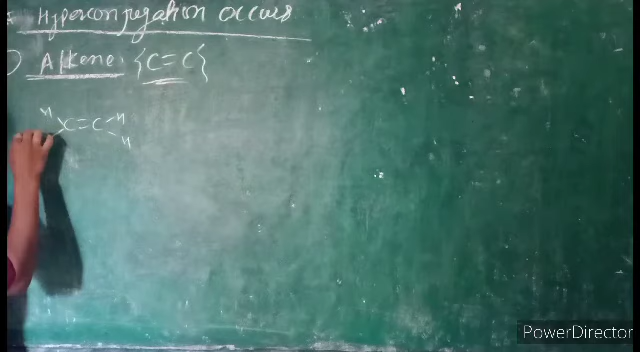 Hyperconjugation occurs
) Alkene: {C=C}
H
C=C H
H
PowerDirector